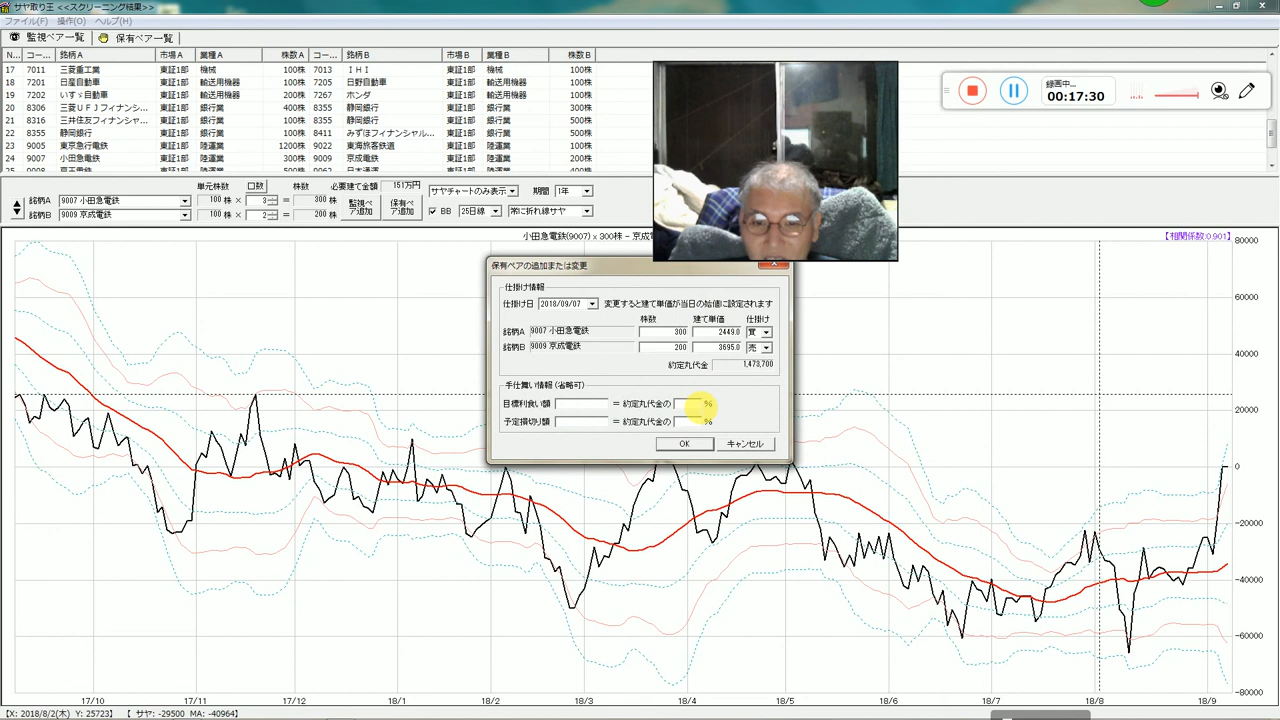 サヤ取り王 <<スクリーニング結果>>
ファイル(F) 操作(O) ヘルプ(H)
監視ペア一覧 保有ペア一覧
N... コー... 銘柄A 市場A 業種A 株数A コー... 銘柄B 市場B 業種B 株数B
17 7011 三菱重工業 東証1部 機械 100株 7013 ＩＨＩ 東証1部 機械 100株
18 7201 日産自動車 東証1部 輸送用機器 100株 7205 日野自動車 東証1部 輸送用機器 100株
19 7202 いすゞ自動車 東証1部 輸送用機器 100株 7267 ホンダ 東証1部 輸送用機器 100株
20 8306 三菱ＵＦＪフィナンシ... 東証1部 銀行業 400株 8355 静岡銀行 東証1部 銀行業 300株
21 8316 三井住友フィナンシャ... 東証1部 銀行業 100株 8355 静岡銀行 東証1部 銀行業 500株
22 8355 静岡銀行 東証1部 銀行業 100株 8411 みずほフィナンシャル... 東証1部 銀行業 500株
23 9005 東京急行電鉄 東証1部 陸運業 1200株 9022 東海旅客鉄道 東証1部 陸運業 100株
24 9007 小田急電鉄 東証1部 陸運業 300株 9009 京成電鉄 東証1部 陸運業 200株
録画中...
00:17:30
単元株数 口数 株数 必要建て金額 151万円 サヤチャートのみ表示 期間 1年
銘柄A 9007 小田急電鉄 100 株 × 3 = 300 株
銘柄B 9009 京成電鉄 100 株 × 2 = 200 株
監視ペア追加 保有ペア追加 BB 25日線 常に折れ線サヤ
小田急電鉄(9007) x 300株 - 京成
【相関係数:0.901】
保有ペアの追加または変更
仕掛け情報
仕掛け日 2018/09/07 変更すると建て単価が当日の始値に設定されます
株数 建て単価 仕掛け
銘柄A 9007 小田急電鉄 300 2449.0 買
銘柄B 9009 京成電鉄 200 3695.0 売
約定丸代金 1,473,700
手仕舞い情報(省略可)
目標利食い額 = 約定丸代金の %
予定損切り額 = 約定丸代金の %
OK キャンセル
80000
60000
40000
20000
0
-20000
-40000
-60000
-80000
17/10 17/11 17/12 18/1 18/2 18/3 18/4 18/5 18/6 18/7 18/8 18/9
【X: 2018/8/2(木) Y: 25723】 【 サヤ: -29500 MA: -40964】